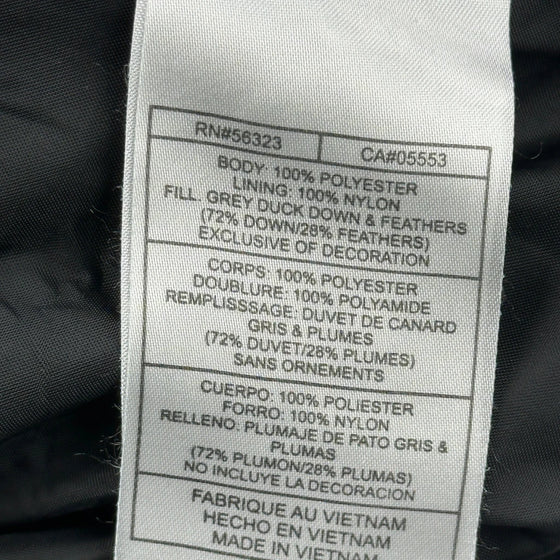 RN#56323 CA#05553
BODY: 100% POLYESTER
LINING: 100% NYLON
FILL. GREY DUCK DOWN & FEATHERS
(72% DOWN/28% FEATHERS)
EXCLUSIVE OF DECORATION
CORPS: 100% POLYESTER
DOUBLURE: 100% POLYAMIDE
REMPLISSSAGE: DUVET DE CANARD
GRIS & PLUMES
(72% DUVET/28% PLUMES)
SANS ORNEMENTS
CUERPO: 100% POLIESTER
FORRO: 100% NYLON
RELLENO. PLUMAJE DE PATO GRIS &
PLUMAS
(72% PLUMON/28% PLUMAS)
NO INCLUYE LA DECORACION
FABRIQUE AU VIETNAM
HECHO EN VIETNAM
MADE IN VIETNAM